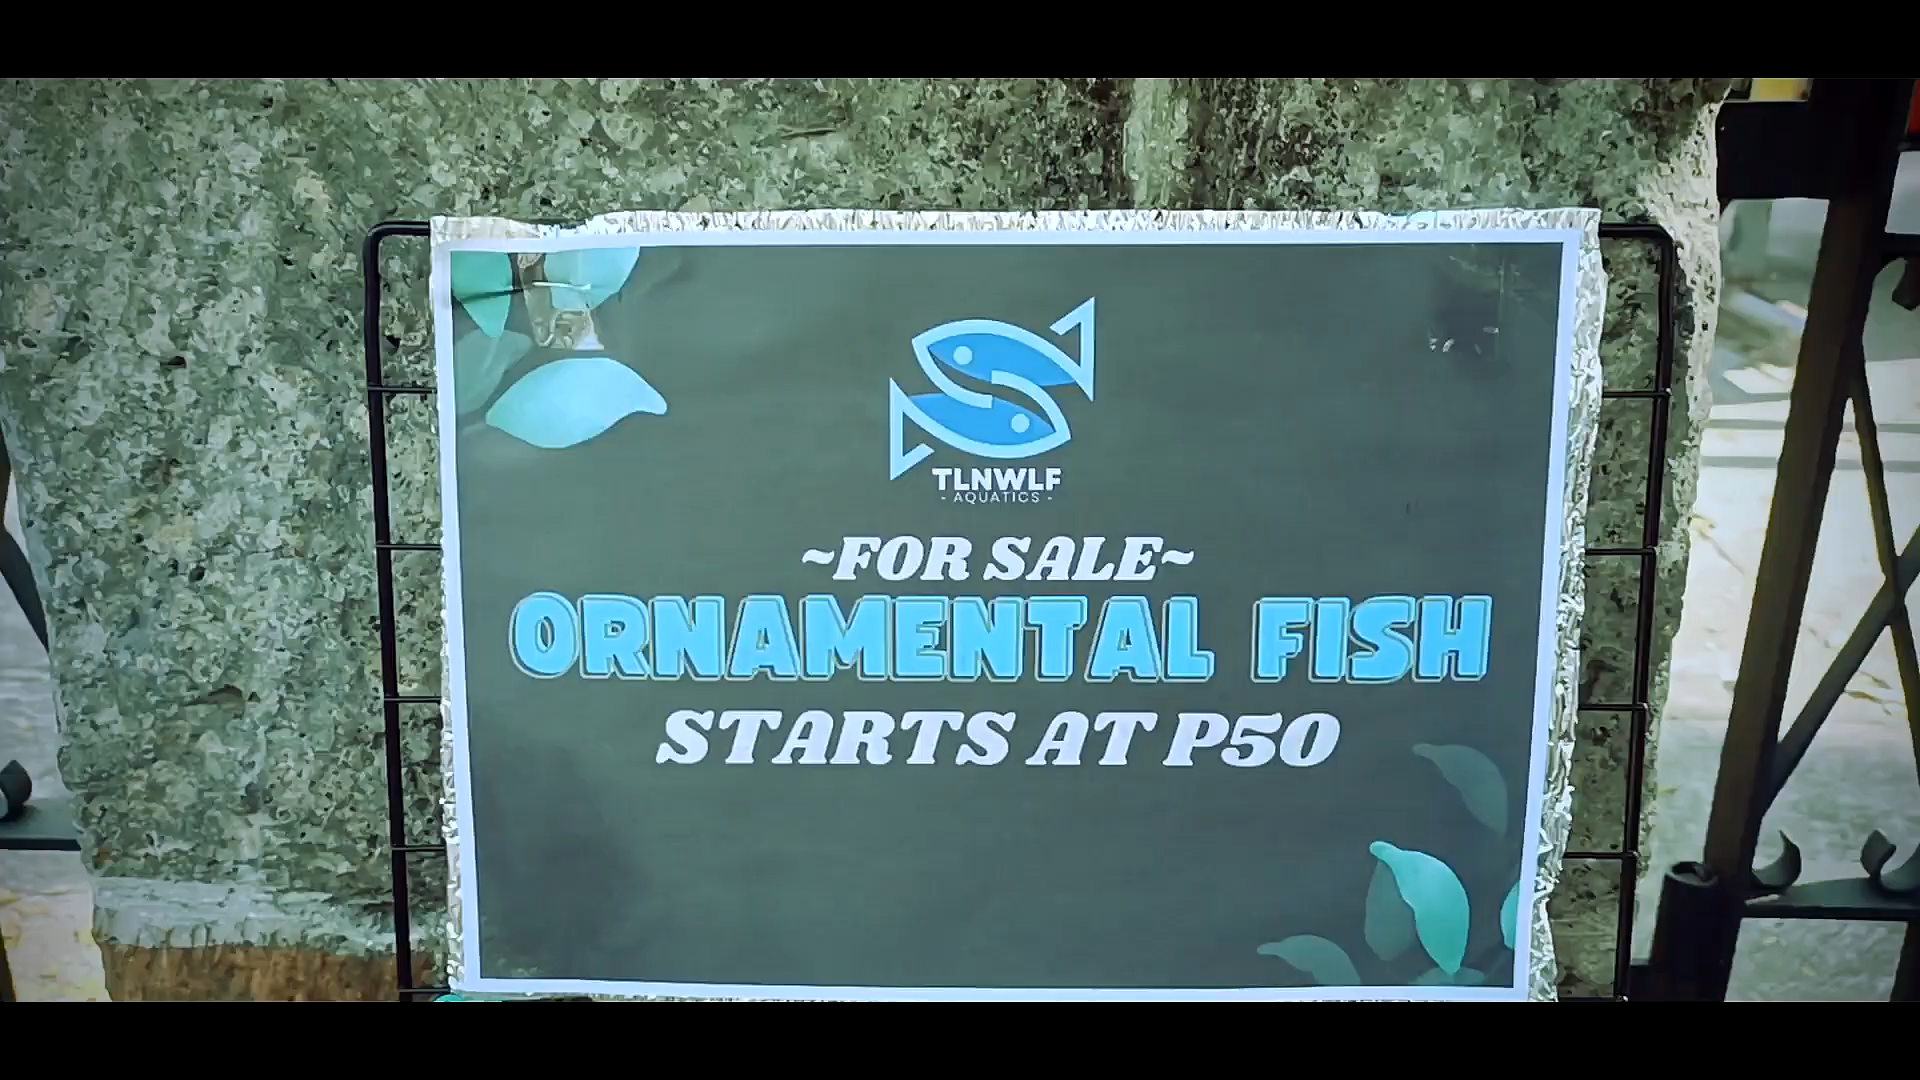 TLNWLF
- AQUATICS -
~FOR SALE~
ORNAMENTAL FISH
STARTS AT P50